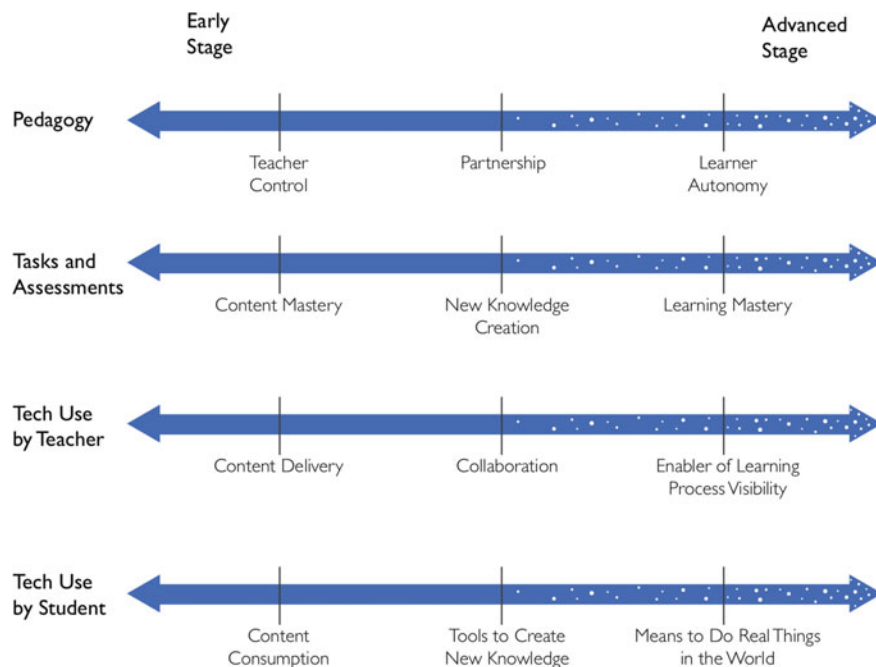 Early
Stage
Advanced
Stage
Pedagogy
Teacher
Control
Partnership
Learner
Autonomy
Tasks and
Assessments
Content Mastery
New Knowledge
Creation
Learning Mastery
Tech Use
by Teacher
Content Delivery
Collaboration
Enabler of Learning
Process Visibility
Tech Use
by Student
Content
Consumption
Tools to Create
New Knowledge
Means to Do Real Things
in the World